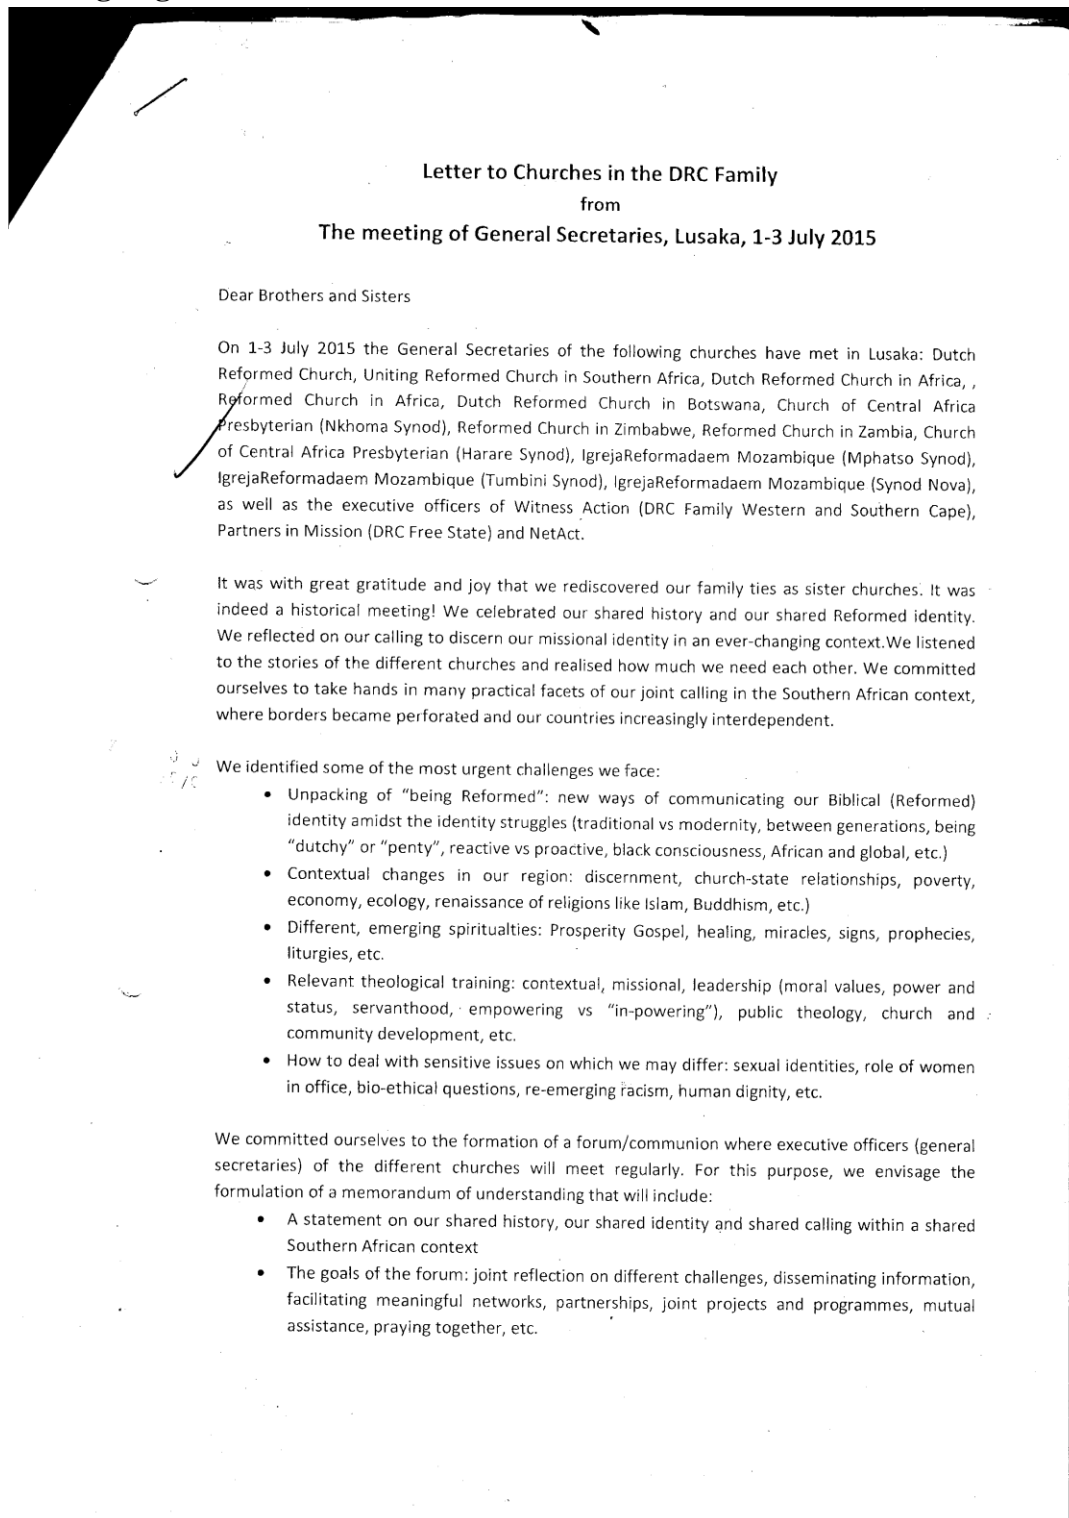 Letter to Churches in the DRC Family
from
The meeting of General Secretaries, Lusaka, 1-3 July 2015
Dear Brothers and Sisters
On 1-3 July 2015 the General Secretaries of the following churches have met in Lusaka: Dutch
Reformed Church, Uniting Reformed Church in Southern Africa, Dutch Reformed Church in Africa, ,
Reformed Church in Africa, Dutch Reformed Church in Botswana, Church of Central Africa
Presbyterian (Nkhoma Synod), Reformed Church in Zimbabwe, Reformed Church in Zambia, Church
of Central Africa Presbyterian (Harare Synod), IgrejaReformadaem Mozambique (Mphatso Synod),
IgrejaReformadaem Mozambique (Tumbini Synod), IgrejaReformadaem Mozambique (Synod Nova),
as well as the executive officers of Witness Action (DRC Family Western and Southern Cape),
Partners in Mission (DRC Free State) and NetAct.
It was with great gratitude and joy that we rediscovered our family ties as sister churches. It was
indeed a historical meeting! We celebrated our shared history and our shared Reformed identity.
We reflected on our calling to discern our missional identity in an ever-changing context.We listened
to the stories of the different churches and realised how much we need each other. We committed
ourselves to take hands in many practical facets of our joint calling in the Southern African context,
where borders became perforated and our countries increasingly interdependent.
We identified some of the most urgent challenges we face:
• Unpacking of “being Reformed”: new ways of communicating our Biblical (Reformed)
identity amidst the identity struggles (traditional vs modernity, between generations, being
“dutchy” or “penty”, reactive vs proactive, black consciousness, African and global, etc.)
• Contextual changes in our region: discernment, church-state relationships, poverty,
economy, ecology, renaissance of religions like Islam, Buddhism, etc.)
• Different, emerging spiritualties: Prosperity Gospel, healing, miracles, signs, prophecies,
liturgies, etc.
• Relevant theological training: contextual, missional, leadership (moral values, power and
status, servanthood, empowering vs “in-powering”), public theology, church and
community development, etc.
• How to deal with sensitive issues on which we may differ: sexual identities, role of women
in office, bio-ethical questions, re-emerging racism, human dignity, etc.
We committed ourselves to the formation of a forum/communion where executive officers (general
secretaries) of the different churches will meet regularly. For this purpose, we envisage the
formulation of a memorandum of understanding that will include:
• A statement on our shared history, our shared identity and shared calling within a shared
Southern African context
• The goals of the forum: joint reflection on different challenges, disseminating information,
facilitating meaningful networks, partnerships, joint projects and programmes, mutual
assistance, praying together, etc.